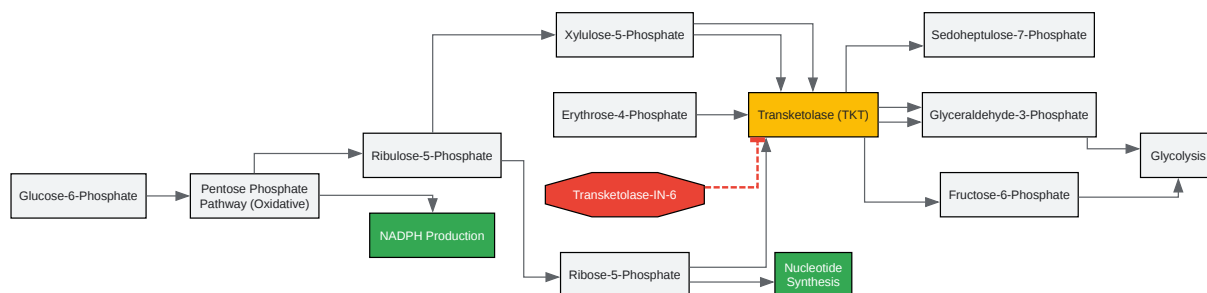 Glucose-6-Phosphate
Pentose Phosphate
Pathway (Oxidative)
Ribulose-5-Phosphate
NADPH Production
Xylulose-5-Phosphate
Erythrose-4-Phosphate
Transketolase-IN-6
Ribose-5-Phosphate
Transketolase (TKT)
Nucleotide
Synthesis
Sedoheptulose-7-Phosphate
Glyceraldehyde-3-Phosphate
Fructose-6-Phosphate
Glycolysis